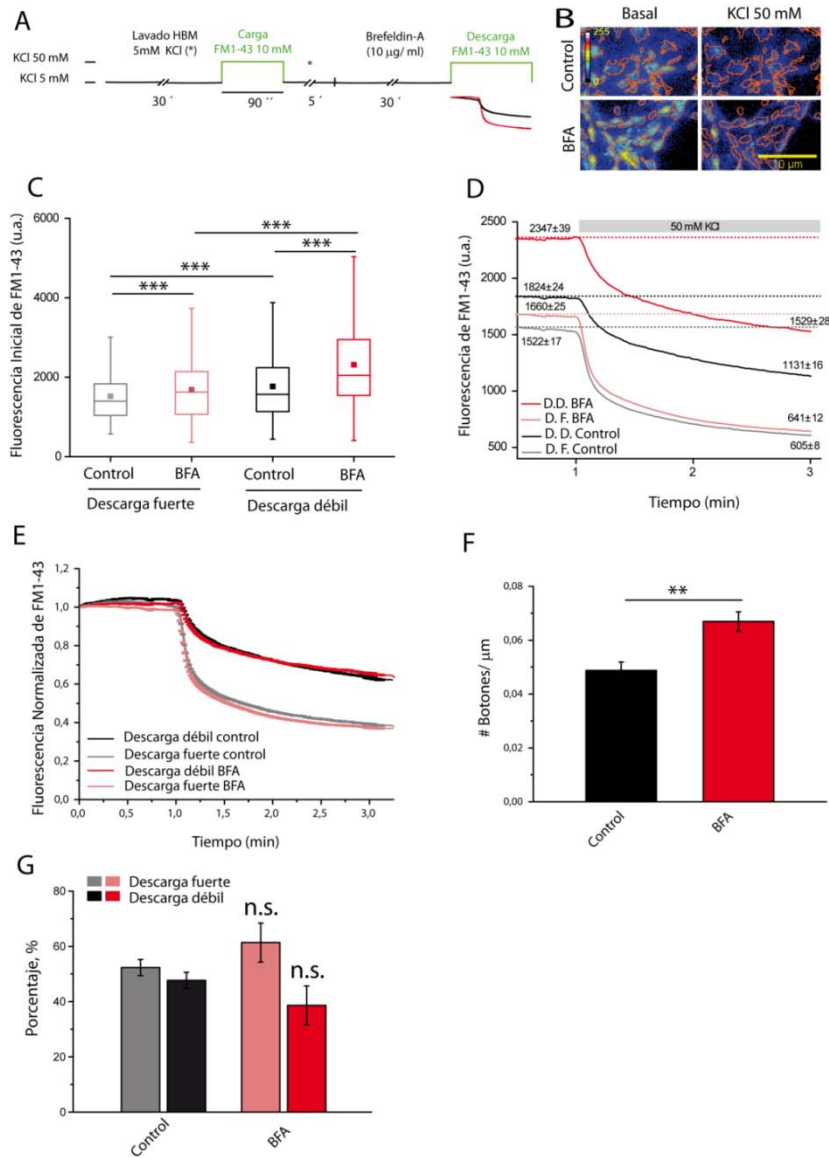 A
Lavado HBM
5mM KCl (*)
Carga
FM1-43 10 mM
Brefeldin-A
(10 µg/ ml)
Descarga
FM1-43 10 mM
KCl 50 mM
KCl 5 mM
*
30 ´
90 ´´
5 ´
30 ´
B
Basal
KCl 50 mM
Control
BFA
255
0
10 µm
C
Fluorescencia Inicial de FM1-43 (u.a.)
6000
4000
2000
0
***
***
***
***
Control
BFA
Control
BFA
Descarga fuerte
Descarga débil
D
Fluorescencia de FM1-43 (u.a.)
2500
2000
1500
1000
500
50 mM KCl
2347±39
1824±24
1660±25
1522±17
1529±28
1131±16
641±12
605±8
D.D. BFA
D. F. BFA
D. D. Control
D. F. Control
1
2
3
Tiempo (min)
E
Fluorescencia Normalizada de FM1-43
1,2
1,0
0,8
0,6
0,4
0,2
0,0
Descarga débil control
Descarga fuerte control
Descarga débil BFA
Descarga fuerte BFA
0,0
0,5
1,0
1,5
2,0
2,5
3,0
Tiempo (min)
F
# Botones/ µm
0,08
0,06
0,04
0,02
0,00
**
Control
BFA
G
Descarga fuerte
Descarga débil
Porcentaje, %
80
60
40
20
0
n.s.
n.s.
Control
BFA